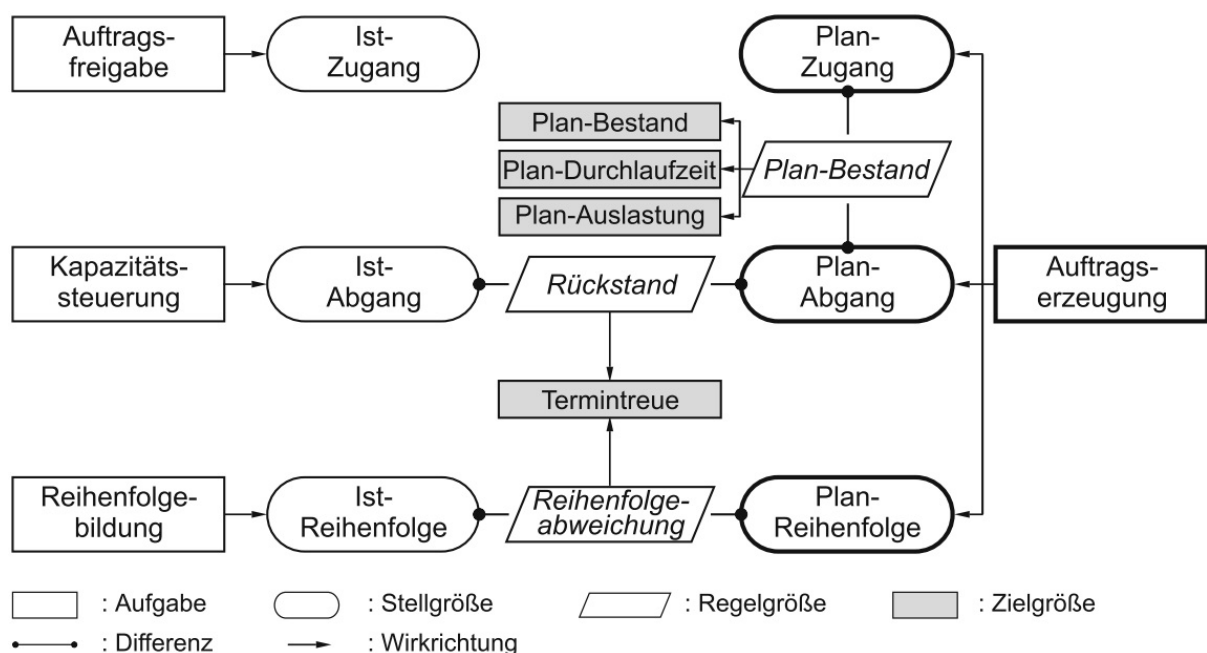 Auftrags-
freigabe
Ist-
Zugang
Plan-
Zugang
Plan-Bestand
Plan-Durchlaufzeit
Plan-Auslastung
Plan-Bestand
Kapazitäts-
steuerung
Ist-
Abgang
Rückstand
Plan-
Abgang
Auftrags-
erzeugung
Termintreue
Reihenfolge-
bildung
Ist-
Reihenfolge
Reihenfolge-
abweichung
Plan-
Reihenfolge
: Aufgabe
: Stellgröße
: Regelgröße
: Zielgröße
: Differenz
: Wirkrichtung